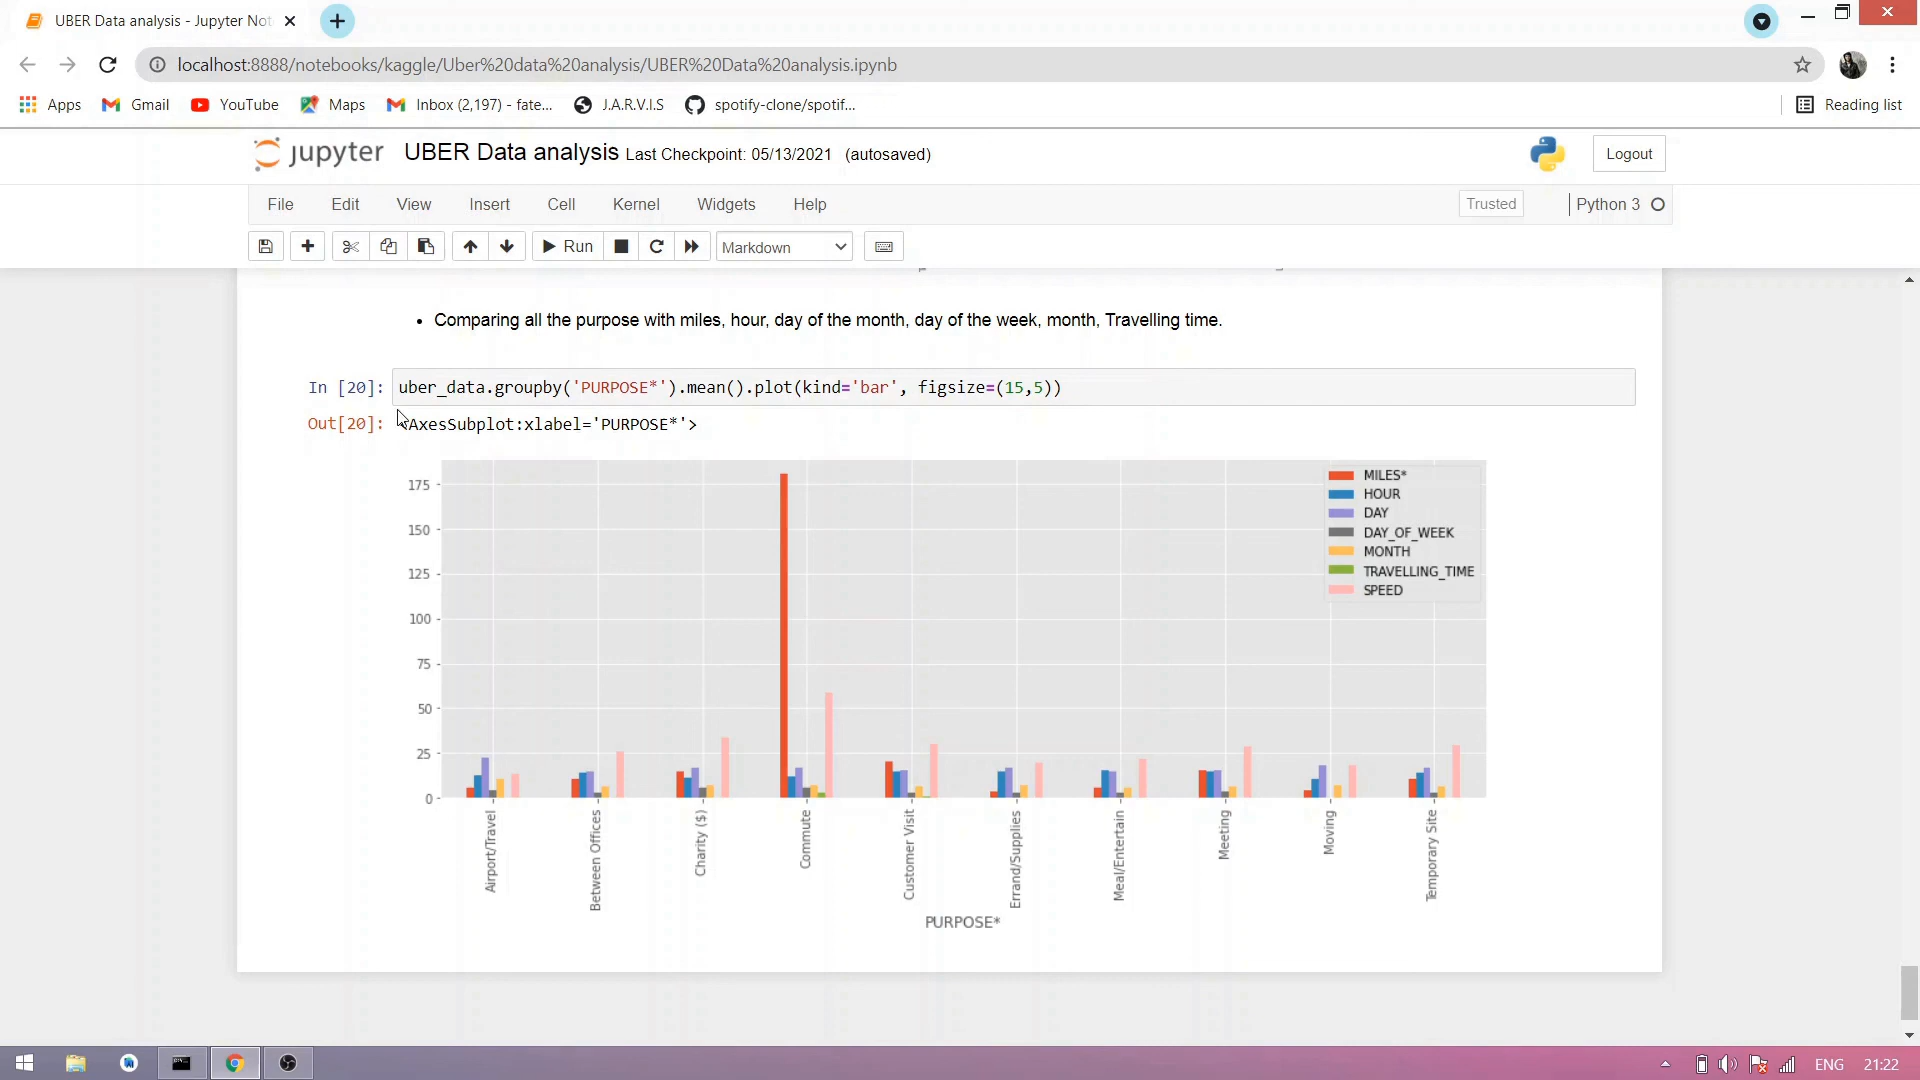 UBER Data analysis - Jupyter Not
localhost:8888/notebooks/kaggle/Uber%20data%20analysis/UBER%20Data%20analysis.ipynb
Apps Gmail YouTube Maps Inbox (2,197) - fate... J.A.R.V.I.S spotify-clone/spotif... Reading list
jupyter UBER Data analysis Last Checkpoint: 05/13/2021 (autosaved) Logout
File Edit View Insert Cell Kernel Widgets Help Trusted Python 3
Run Markdown
Comparing all the purpose with miles, hour, day of the month, day of the week, month, Travelling time.
In [20]: uber_data.groupby('PURPOSE*').mean().plot(kind='bar', figsize=(15,5))
Out[20]: <AxesSubplot:xlabel='PURPOSE*'>
175
150
125
100
75
50
25
0
MILES*
HOUR
DAY
DAY_OF_WEEK
MONTH
TRAVELLING_TIME
SPEED
Airport/Travel
Between Offices
Charity ($)
Commute
Customer Visit
Errand/Supplies
Meal/Entertain
Meeting
Moving
Temporary Site
PURPOSE*
ENG 21:22